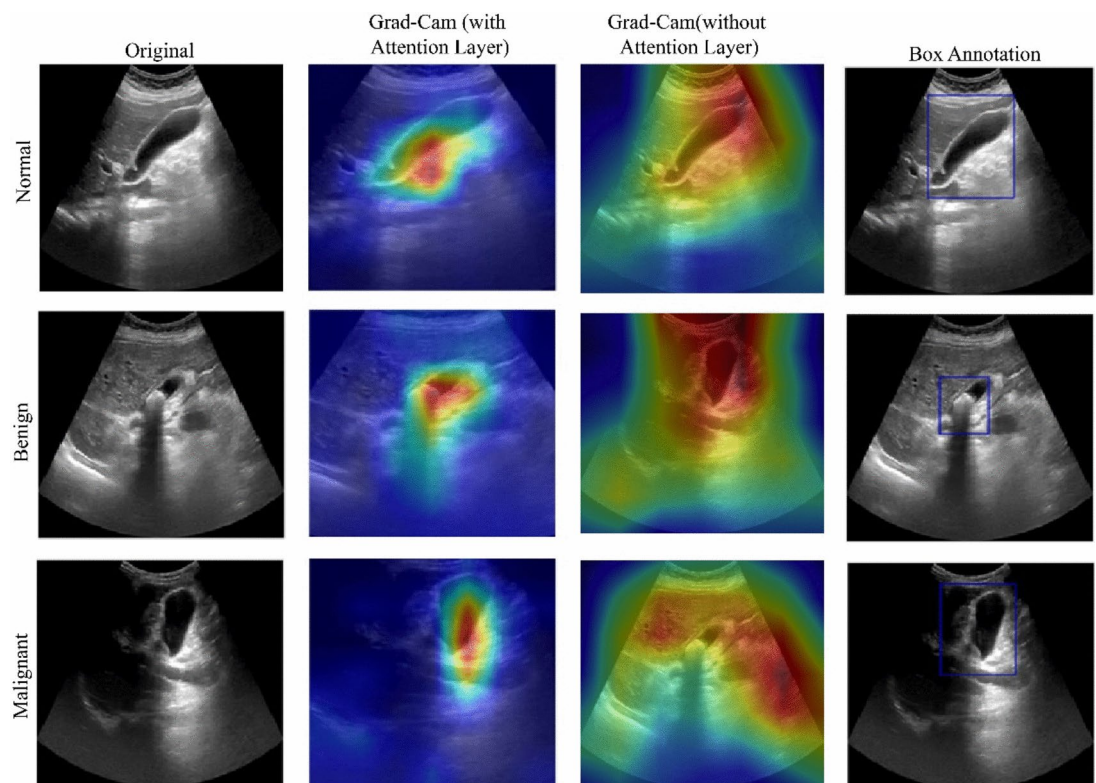 Original
Grad-Cam (with
Attention Layer)
Grad-Cam(without
Attention Layer)
Box Annotation
Normal
Benign
Malignant